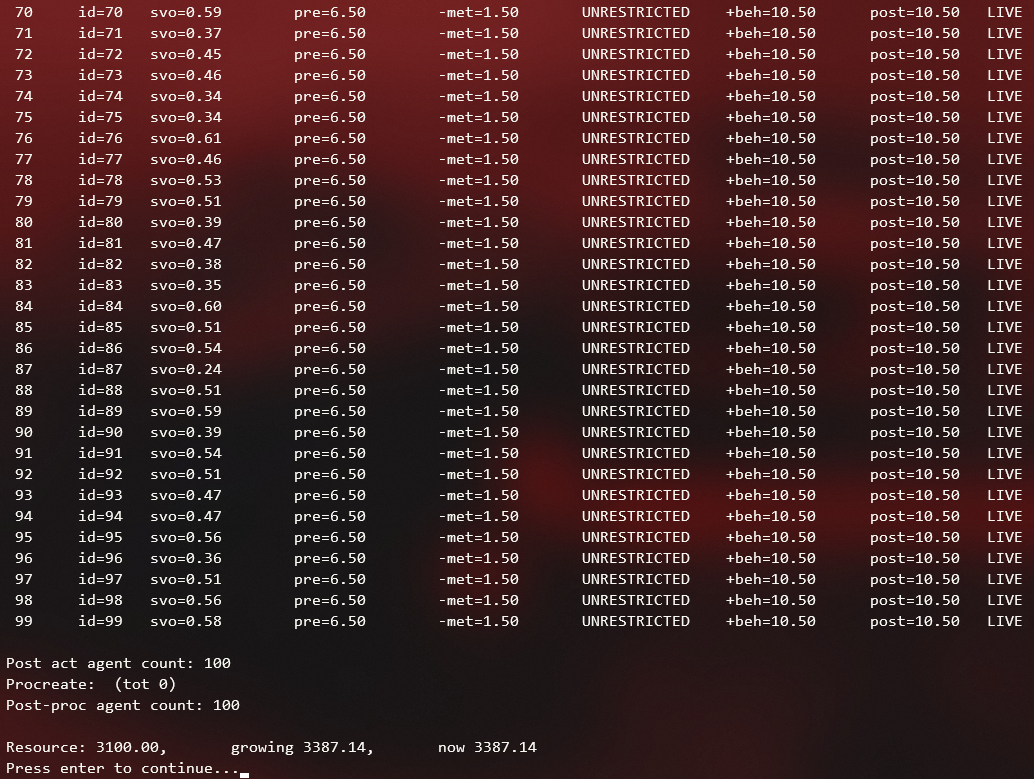 70 id=70 svo=0.59 pre=6.50 -met=1.50 UNRESTRICTED +beh=10.50 post=10.50 LIVE
71 id=71 svo=0.37 pre=6.50 -met=1.50 UNRESTRICTED +beh=10.50 post=10.50 LIVE
72 id=72 svo=0.45 pre=6.50 -met=1.50 UNRESTRICTED +beh=10.50 post=10.50 LIVE
73 id=73 svo=0.46 pre=6.50 -met=1.50 UNRESTRICTED +beh=10.50 post=10.50 LIVE
74 id=74 svo=0.34 pre=6.50 -met=1.50 UNRESTRICTED +beh=10.50 post=10.50 LIVE
75 id=75 svo=0.34 pre=6.50 -met=1.50 UNRESTRICTED +beh=10.50 post=10.50 LIVE
76 id=76 svo=0.61 pre=6.50 -met=1.50 UNRESTRICTED +beh=10.50 post=10.50 LIVE
77 id=77 svo=0.46 pre=6.50 -met=1.50 UNRESTRICTED +beh=10.50 post=10.50 LIVE
78 id=78 svo=0.53 pre=6.50 -met=1.50 UNRESTRICTED +beh=10.50 post=10.50 LIVE
79 id=79 svo=0.51 pre=6.50 -met=1.50 UNRESTRICTED +beh=10.50 post=10.50 LIVE
80 id=80 svo=0.39 pre=6.50 -met=1.50 UNRESTRICTED +beh=10.50 post=10.50 LIVE
81 id=81 svo=0.47 pre=6.50 -met=1.50 UNRESTRICTED +beh=10.50 post=10.50 LIVE
82 id=82 svo=0.38 pre=6.50 -met=1.50 UNRESTRICTED +beh=10.50 post=10.50 LIVE
83 id=83 svo=0.35 pre=6.50 -met=1.50 UNRESTRICTED +beh=10.50 post=10.50 LIVE
84 id=84 svo=0.60 pre=6.50 -met=1.50 UNRESTRICTED +beh=10.50 post=10.50 LIVE
85 id=85 svo=0.51 pre=6.50 -met=1.50 UNRESTRICTED +beh=10.50 post=10.50 LIVE
86 id=86 svo=0.54 pre=6.50 -met=1.50 UNRESTRICTED +beh=10.50 post=10.50 LIVE
87 id=87 svo=0.24 pre=6.50 -met=1.50 UNRESTRICTED +beh=10.50 post=10.50 LIVE
88 id=88 svo=0.51 pre=6.50 -met=1.50 UNRESTRICTED +beh=10.50 post=10.50 LIVE
89 id=89 svo=0.59 pre=6.50 -met=1.50 UNRESTRICTED +beh=10.50 post=10.50 LIVE
90 id=90 svo=0.39 pre=6.50 -met=1.50 UNRESTRICTED +beh=10.50 post=10.50 LIVE
91 id=91 svo=0.54 pre=6.50 -met=1.50 UNRESTRICTED +beh=10.50 post=10.50 LIVE
92 id=92 svo=0.51 pre=6.50 -met=1.50 UNRESTRICTED +beh=10.50 post=10.50 LIVE
93 id=93 svo=0.47 pre=6.50 -met=1.50 UNRESTRICTED +beh=10.50 post=10.50 LIVE
94 id=94 svo=0.47 pre=6.50 -met=1.50 UNRESTRICTED +beh=10.50 post=10.50 LIVE
95 id=95 svo=0.56 pre=6.50 -met=1.50 UNRESTRICTED +beh=10.50 post=10.50 LIVE
96 id=96 svo=0.36 pre=6.50 -met=1.50 UNRESTRICTED +beh=10.50 post=10.50 LIVE
97 id=97 svo=0.51 pre=6.50 -met=1.50 UNRESTRICTED +beh=10.50 post=10.50 LIVE
98 id=98 svo=0.56 pre=6.50 -met=1.50 UNRESTRICTED +beh=10.50 post=10.50 LIVE
99 id=99 svo=0.58 pre=6.50 -met=1.50 UNRESTRICTED +beh=10.50 post=10.50 LIVE
Post act agent count: 100
Procreate: (tot 0)
Post-proc agent count: 100
Resource: 3100.00, growing 3387.14, now 3387.14
Press enter to continue...